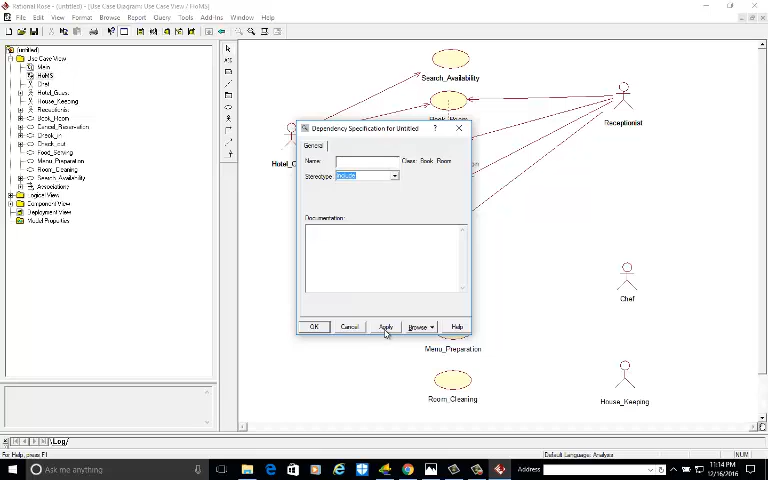 Rational Rose - (Untitled) - [Use Case Diagram: Use Case View / HoMS]
File Edit View Format Browse Report Query Tools Add-Ins Window Help
(untitled)
Use Case View
Main
HoMS
Chef
Hotel_Guest
House_Keeping
Receptionist
Book_Room
Cancel_Reservation
Check_in
Check_out
Food_Serving
Menu_Preparation
Room_Cleaning
Search_Availability
Associations
Logical View
Component View
Deployment View
Model Properties
Search_Availability
Receptionist
Dependency Specification for Untitled ?
General
Name: Class: Book Room
Stereotype: include
Documentation:
OK Cancel Apply Browse Help
Chef
Menu_Preparation
Room_Cleaning
House_Keeping
\Log/
For Help, press F1
Default Language: Analysis NUM
Ask me anything
Address
11:14 PM
12/16/2016